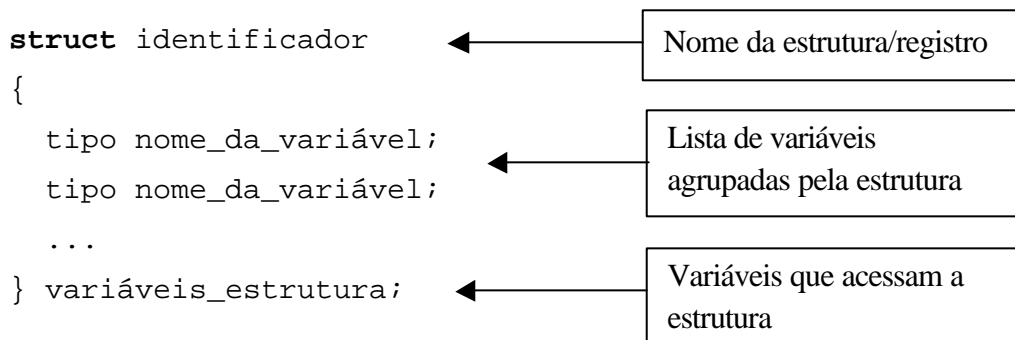 struct identificador
Nome da estrutura/registro
{
tipo nome_da_variável;
tipo nome_da_variável;
Lista de variáveis
agrupadas pela estrutura
...
} variáveis_estrutura;
Variáveis que acessam a
estrutura